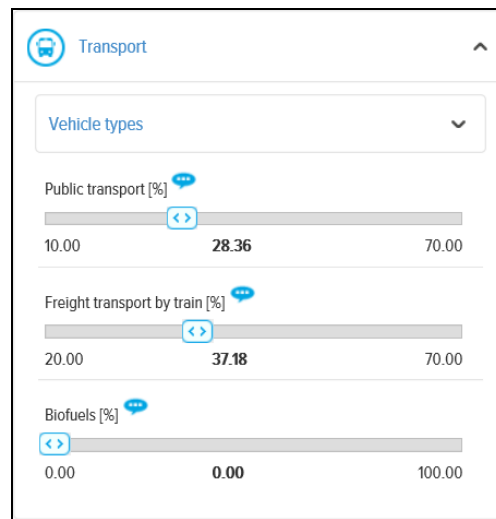 Transport
Vehicle types
Public transport [%]
10.00 28.36 70.00
Freight transport by train [%]
20.00 37.18 70.00
Biofuels [%]
0.00 0.00 100.00